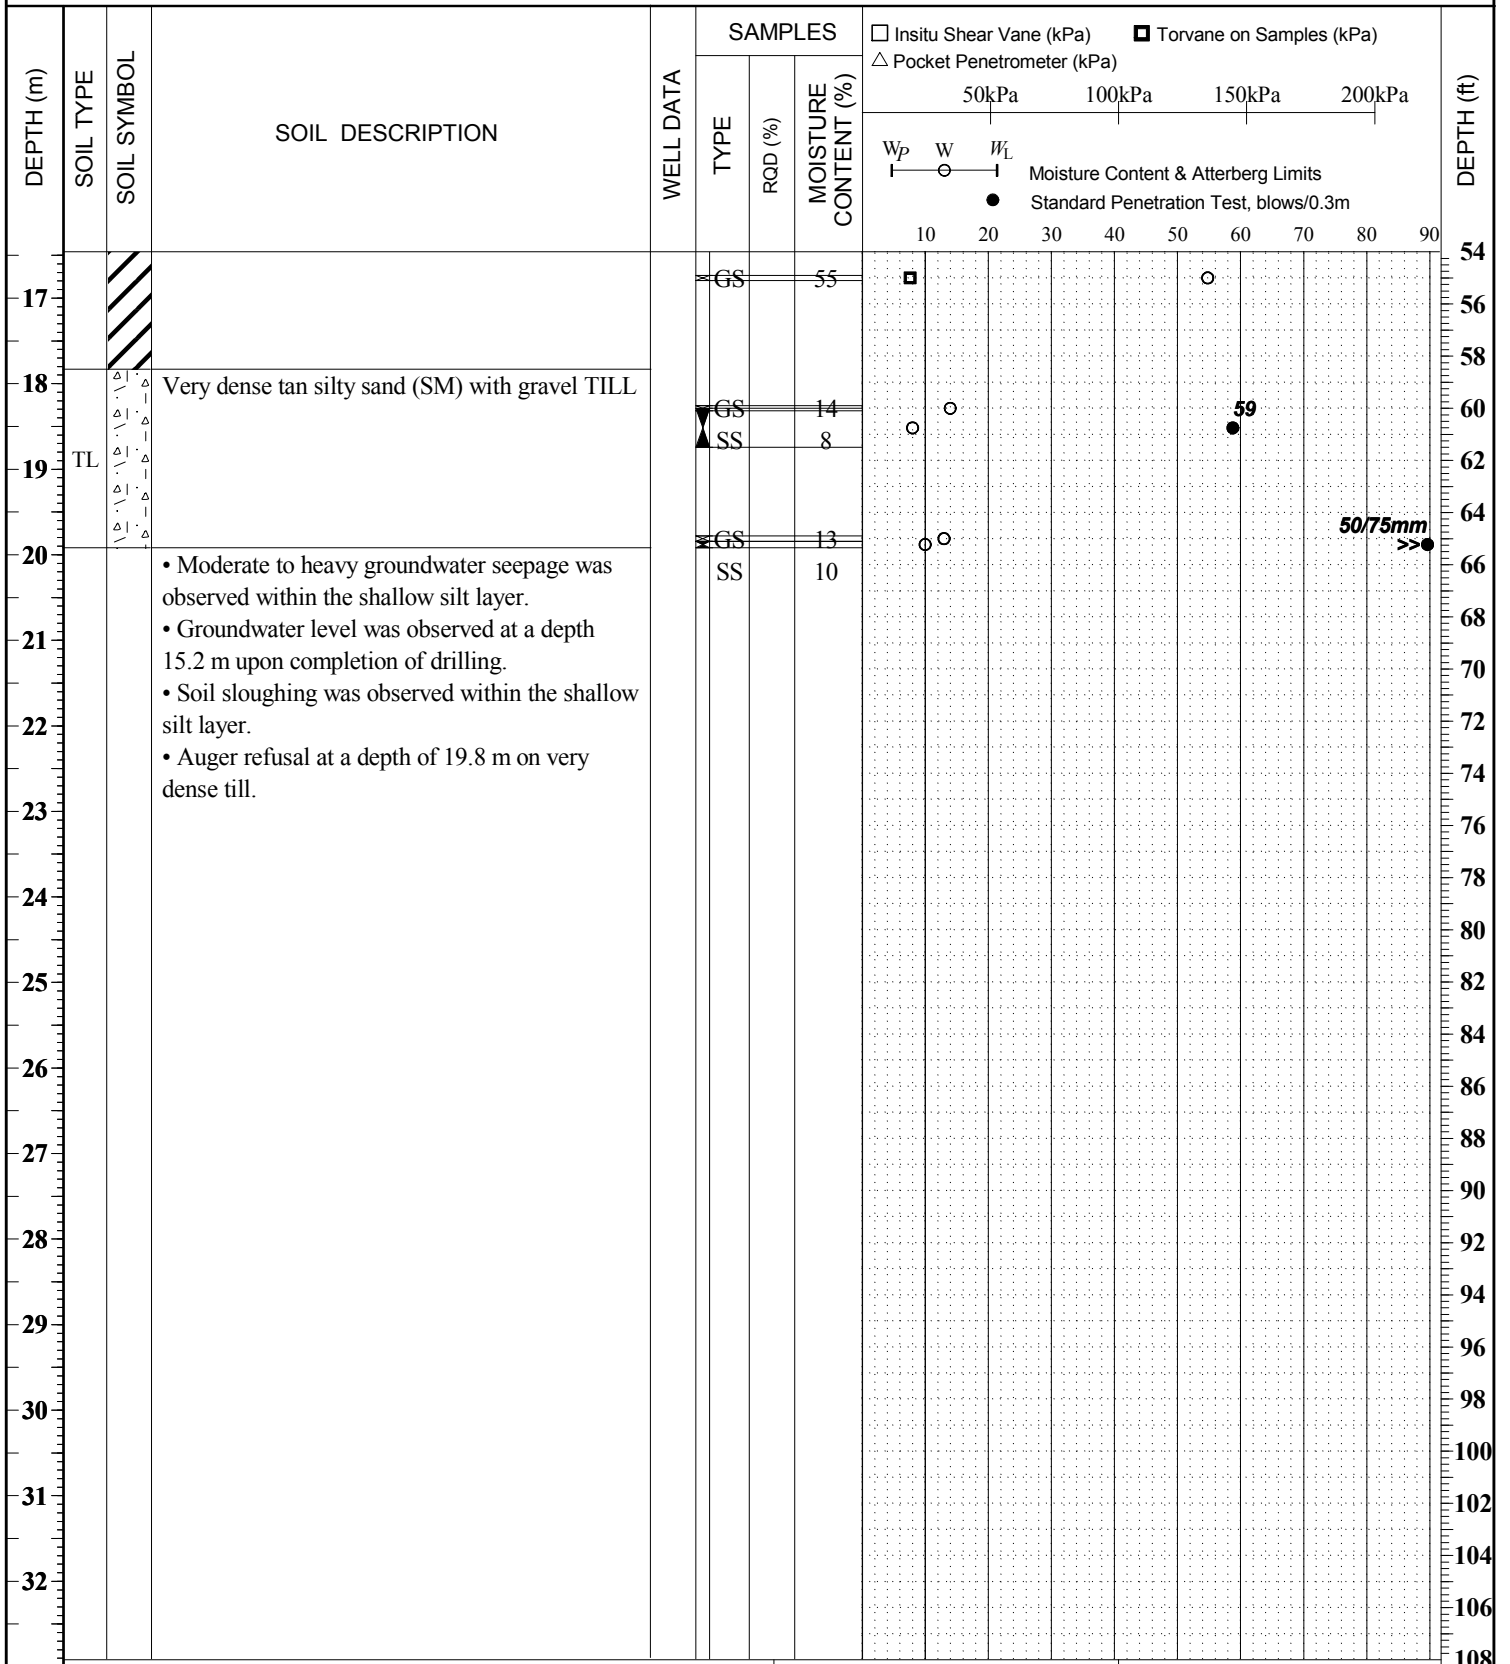 DEPTH (m)
SOIL TYPE
SOIL SYMBOL
SOIL DESCRIPTION
WELL DATA
SAMPLES
TYPE
RQD (%)
MOISTURE
CONTENT (%)
Insitu Shear Vane (kPa)
Torvane on Samples (kPa)
Pocket Penetrometer (kPa)
50kPa 100kPa 150kPa 200kPa
WP W WL
Moisture Content & Atterberg Limits
Standard Penetration Test, blows/0.3m
10 20 30 40 50 60 70 80 90
DEPTH (ft)
54
GS 55
17
56
58
18
Very dense tan silty sand (SM) with gravel TILL
GS 14
59
60
SS 8
TL
19
62
64
50/75mm
GS 13
>>
20
• Moderate to heavy groundwater seepage was
SS 10
66
observed within the shallow silt layer.
68
• Groundwater level was observed at a depth
21
15.2 m upon completion of drilling.
70
• Soil sloughing was observed within the shallow
silt layer.
22
72
• Auger refusal at a depth of 19.8 m on very
74
dense till.
23
76
78
24
80
25
82
84
26
86
27
88
90
28
92
94
29
96
30
98
100
31
102
104
32
106
108